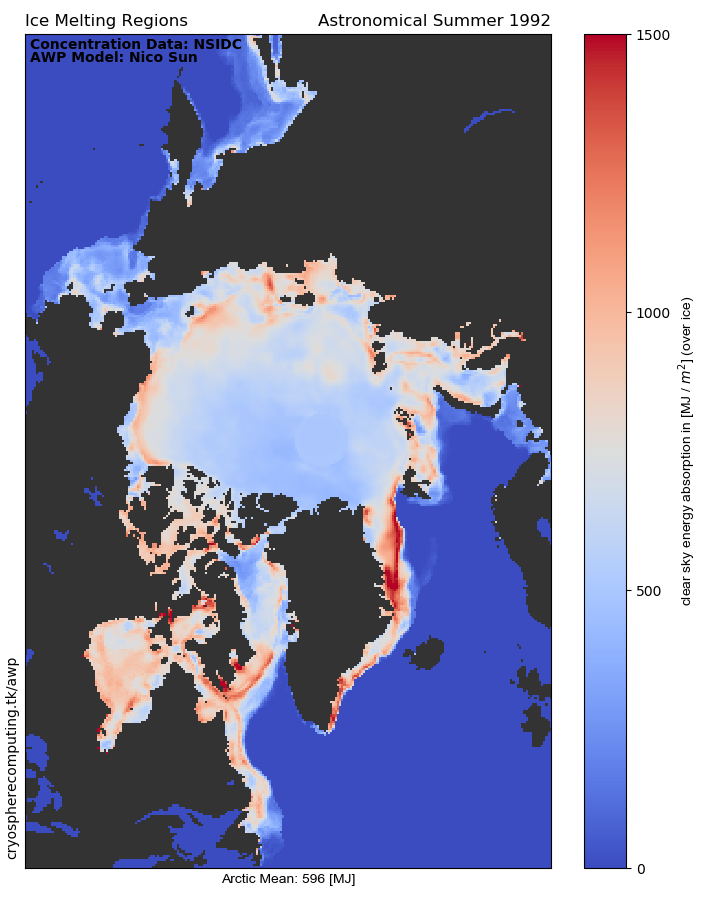 Ice Melting Regions
Astronomical Summer 1992
Concentration Data: NSIDC
AWP Model: Nico Sun
1500
1000
500
0
clear sky energy absorption in [MJ / m²] (over ice)
cryospherecomputing.tk/awp
Arctic Mean: 596 [MJ]